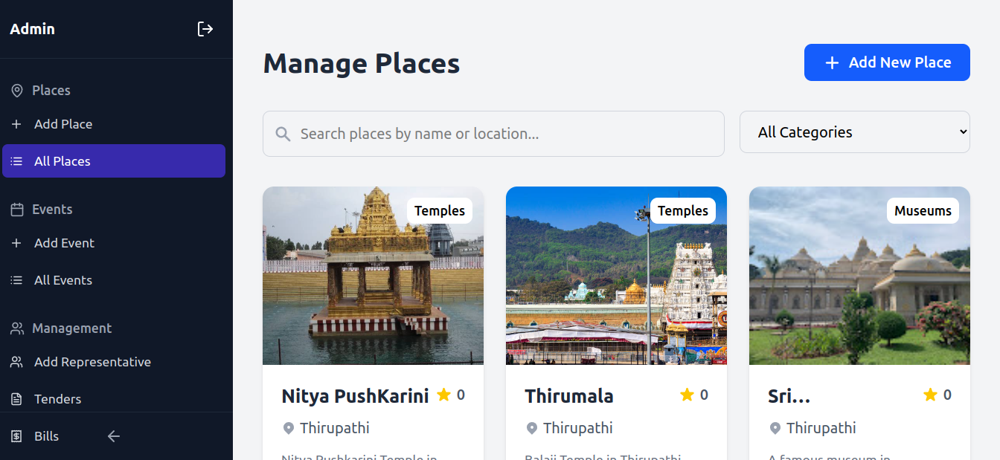 Admin
Places
Add Place
All Places
Events
Add Event
All Events
Management
Add Representative
Tenders
Bills
Manage Places
Add New Place
Search places by name or location...
All Categories
Temples
Nitya PushKarini 0
Thirupathi
Nitya Pushkarini Temple in
Temples
Thirumala 0
Thirupathi
Balaji Temple in Thirupathi
Museums
Sri... 0
Thirupathi
A famous museum in